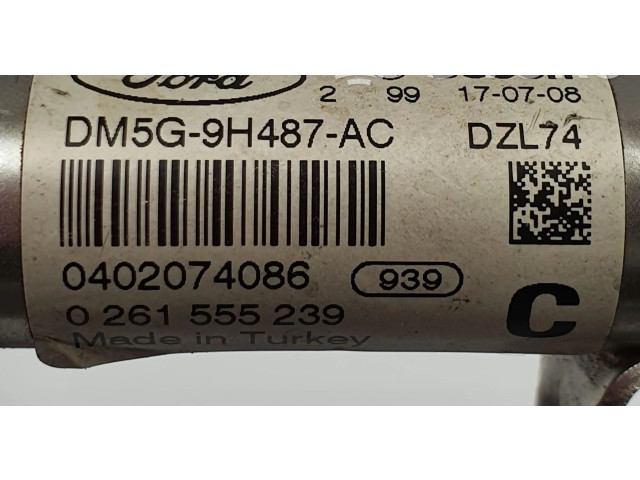 Ford
2 99 17-07-08
DM5G-9H487-AC DZL74
0402074086 939
0 261 555 239 C
Made in Turkey